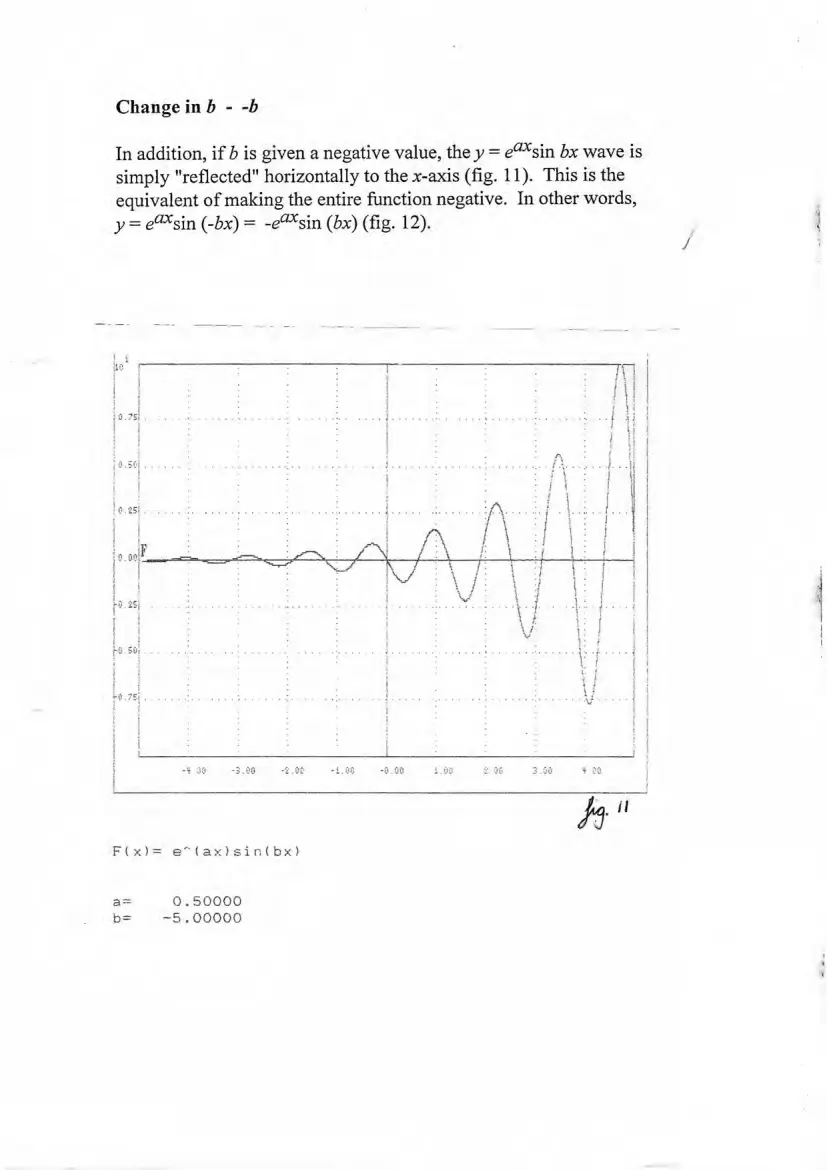 Change in b - -b
In addition, if b is given a negative value, the y = e^ax sin bx wave is
simply "reflected" horizontally to the x-axis (fig. 11). This is the
equivalent of making the entire function negative. In other words,
y = e^ax sin (-bx) = -e^ax sin (bx) (fig. 12).
10^1
0.75
0.50
0.25
F
0.00
-0.25
-0.50
-0.75
-4.00 -3.00 -2.00 -1.00 -0.00 1.00 2.00 3.00 4.00
fig. 11
F(x)= e^(ax)sin(bx)
a= 0.50000
b= -5.00000